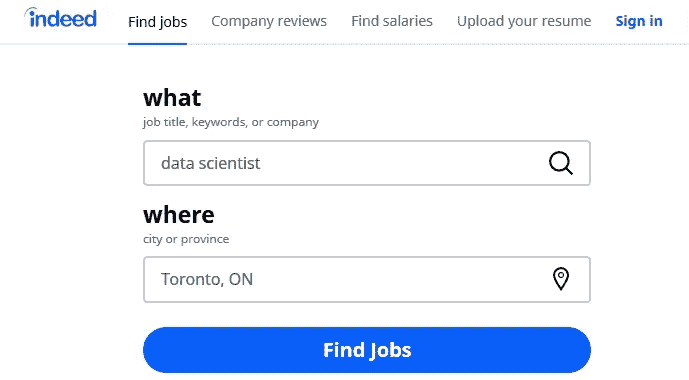 indeed Find jobs Company reviews Find salaries Upload your resume Sign in
what
job title, keywords, or company
data scientist
where
city or province
Toronto, ON
Find Jobs